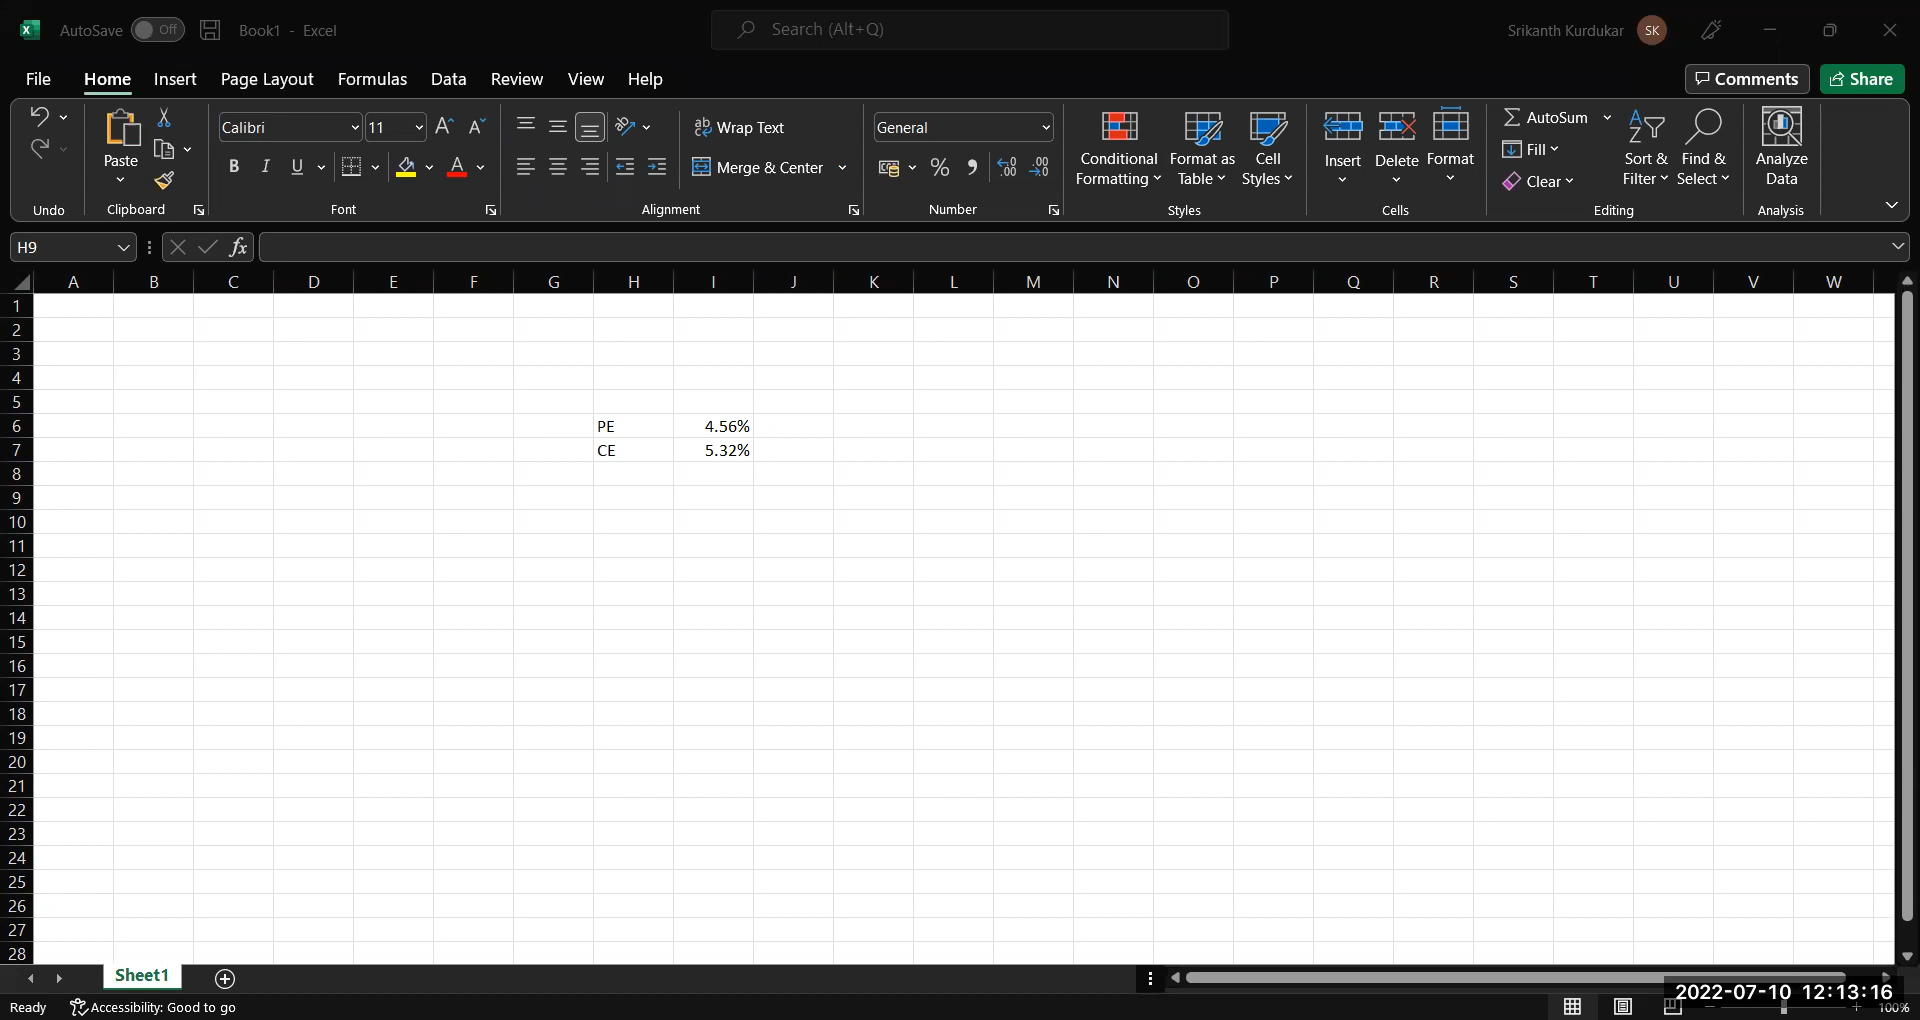 AutoSave Off Book1 - Excel Search (Alt+Q) Srikanth Kurdukar SK
File Home Insert Page Layout Formulas Data Review View Help Comments Share
Calibri 11 Wrap Text General AutoSum
Paste B I U Merge & Center % Conditional Formatting Format as Table Cell Styles Insert Delete Format Fill Clear Sort & Filter Find & Select Analyze Data
Undo Clipboard Font Alignment Number Styles Cells Editing Analysis
H9 fx
A B C D E F G H I J K L M N O P Q R S T U V W
1
2
3
4
5
6 PE 4.56%
7 CE 5.32%
8
9
10
11
12
13
14
15
16
17
18
19
20
21
22
23
24
25
26
27
28
Sheet1
2022-07-10 12:13:16
Ready Accessibility: Good to go 100%